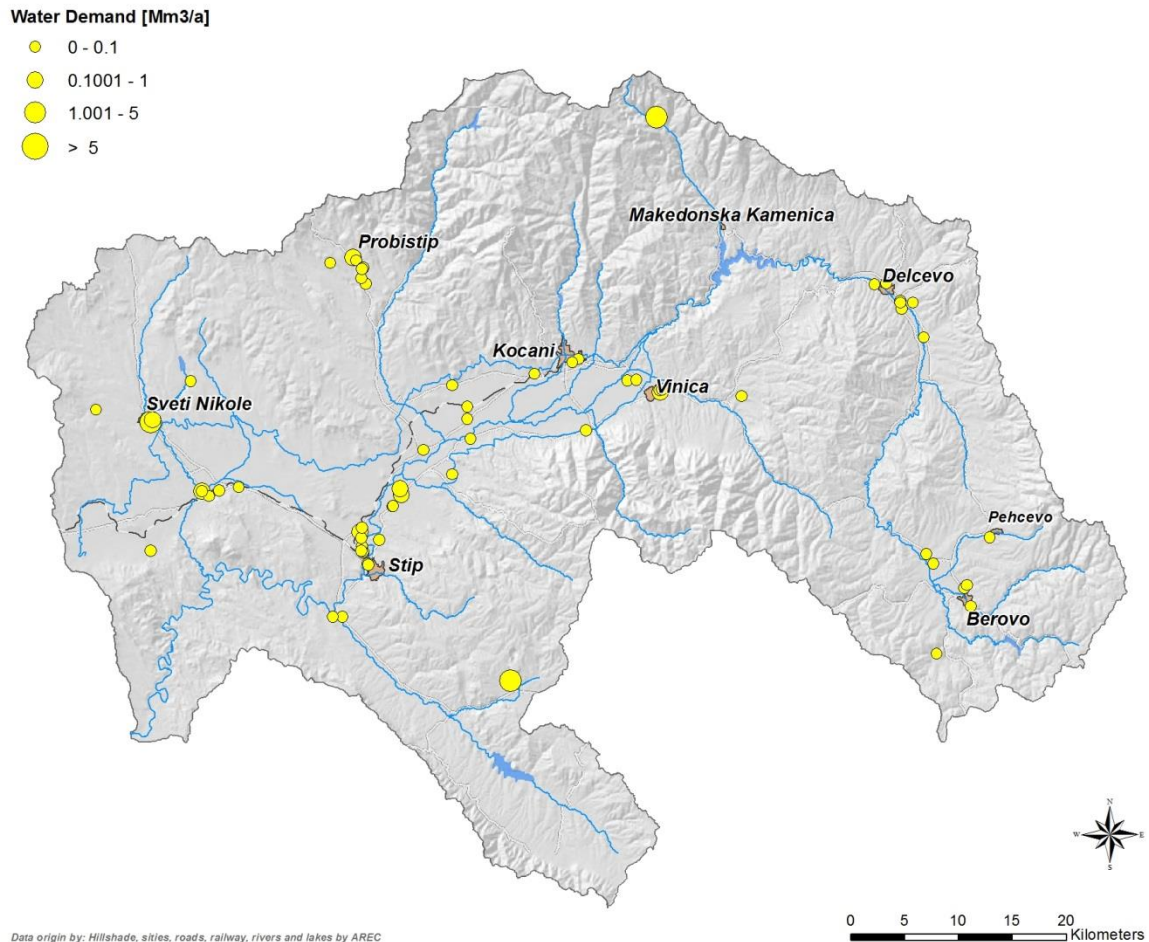 Water Demand [Mm3/a]
0 - 0.1
0.1001 - 1
1.001 - 5
> 5
Makedonska Kamenica
Probistip
Delcevo
Kocani
Vinica
Sveti Nikole
Pehcevo
Stip
Berovo
N
W E
S
0 5 10 15 20
Kilometers
Data origin by: Hillshade, sities, roads, railway, rivers and lakes by AREC